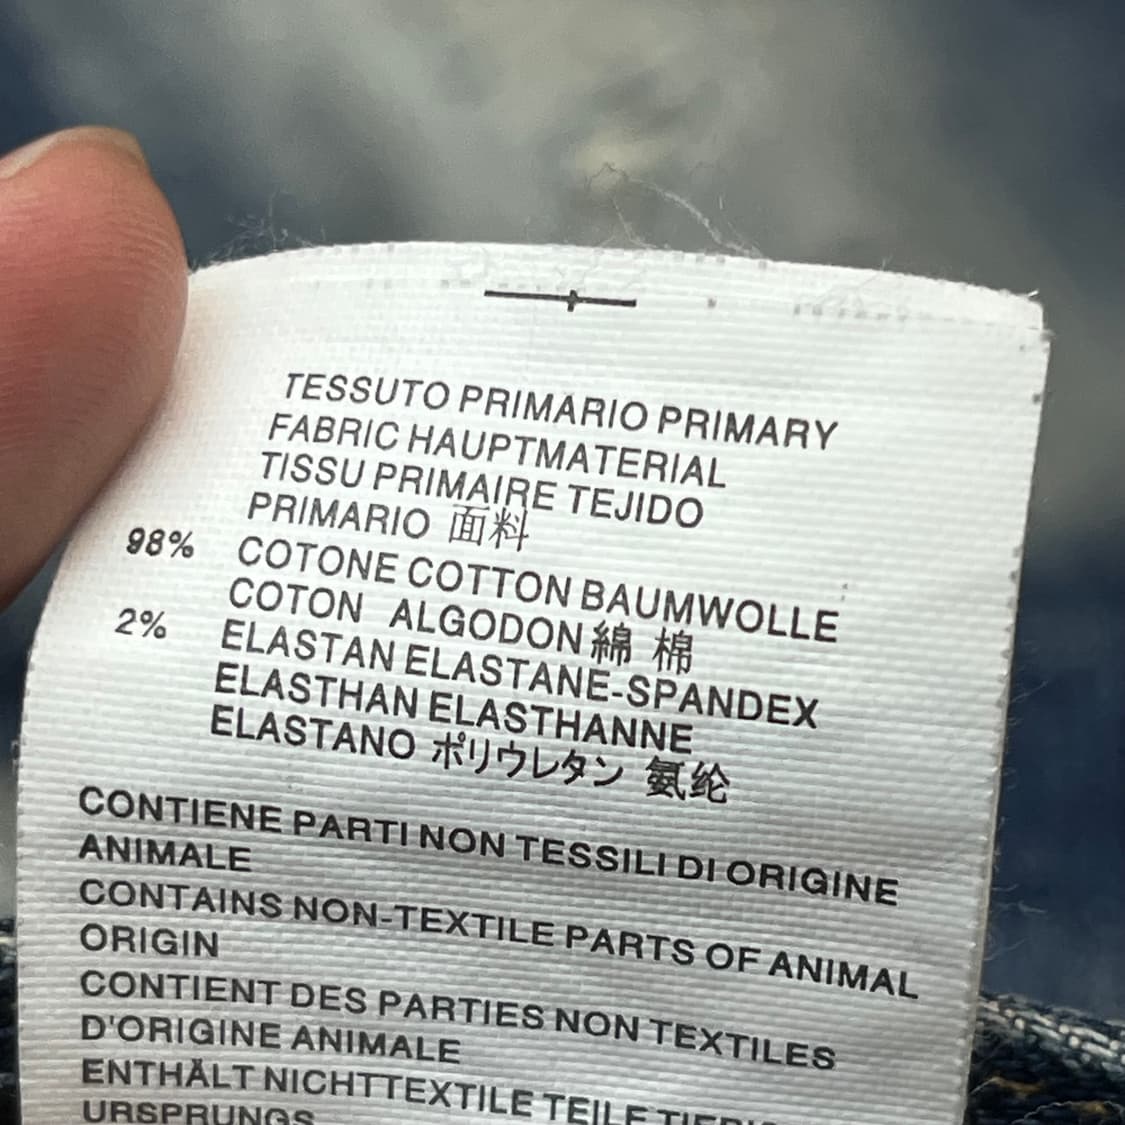 TESSUTO PRIMARIO PRIMARY
FABRIC HAUPTMATERIAL
TISSU PRIMAIRE TEJIDO
PRIMARIO 面料
98% COTONE COTTON BAUMWOLLE
COTON ALGODON 綿 棉
2% ELASTAN ELASTANE-SPANDEX
ELASTHAN ELASTHANNE
ELASTANO ポリウレタン 氨纶
CONTIENE PARTI NON TESSILI DI ORIGINE
ANIMALE
CONTAINS NON-TEXTILE PARTS OF ANIMAL
ORIGIN
CONTIENT DES PARTIES NON TEXTILES
D'ORIGINE ANIMALE
ENTHÄLT NICHTTEXTILE TEILE
URSPRUNGS